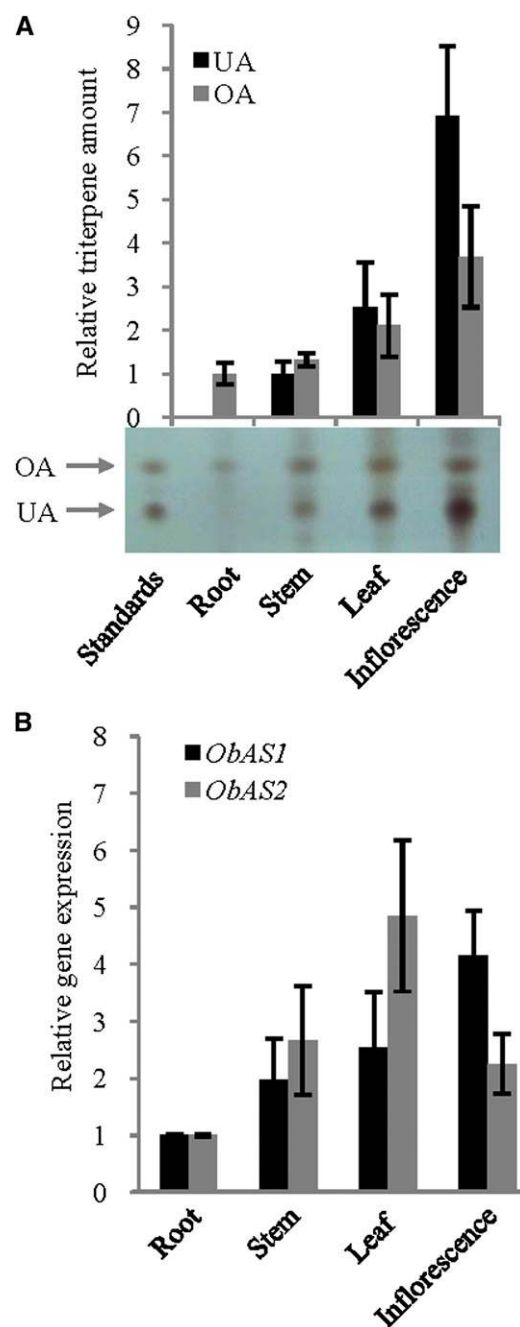 A
9
8
7
6
5
4
3
2
1
0
Relative triterpene amount
UA
OA
OA
UA
Standards
Root
Stem
Leaf
Inflorescence
B
8
7
6
5
4
3
2
1
0
Relative gene expression
ObAS1
ObAS2
Root
Stem
Leaf
Inflorescence